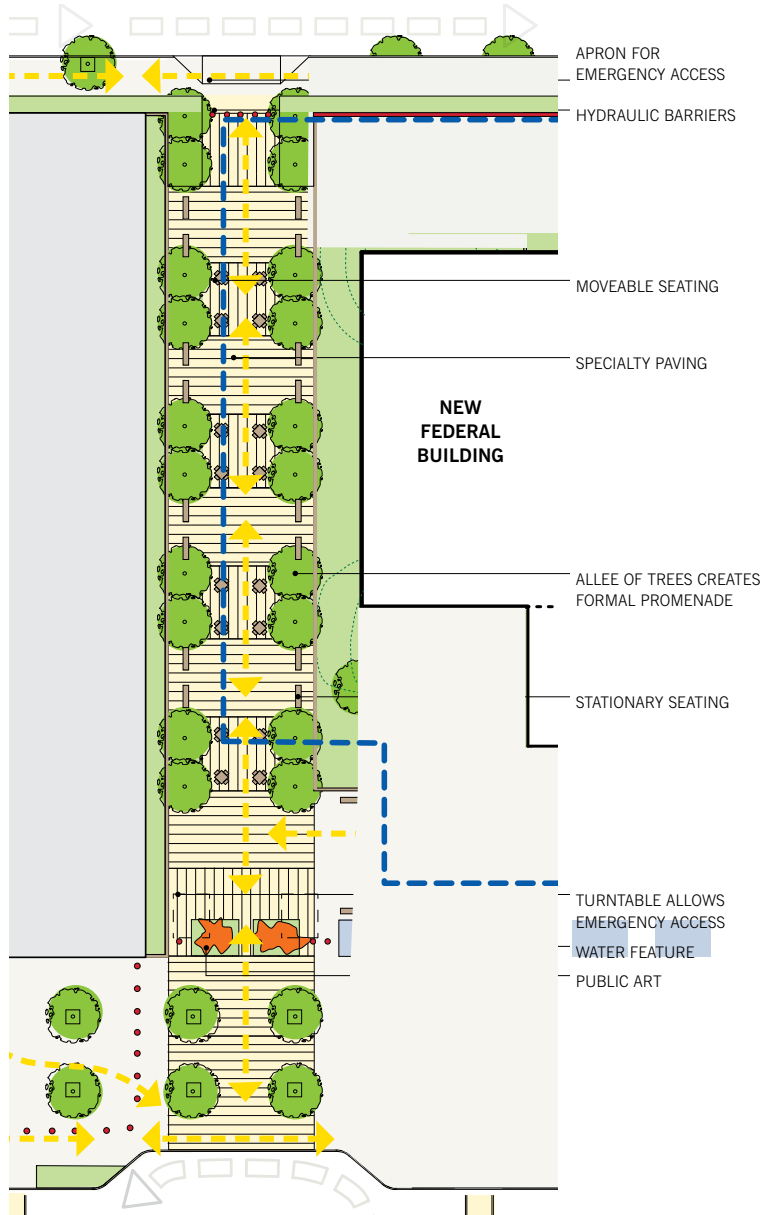 APRON FOR
EMERGENCY ACCESS
HYDRAULIC BARRIERS
MOVEABLE SEATING
SPECIALTY PAVING
NEW
FEDERAL
BUILDING
ALLEE OF TREES CREATES
FORMAL PROMENADE
STATIONARY SEATING
TURNTABLE ALLOWS
EMERGENCY ACCESS
WATER FEATURE
PUBLIC ART